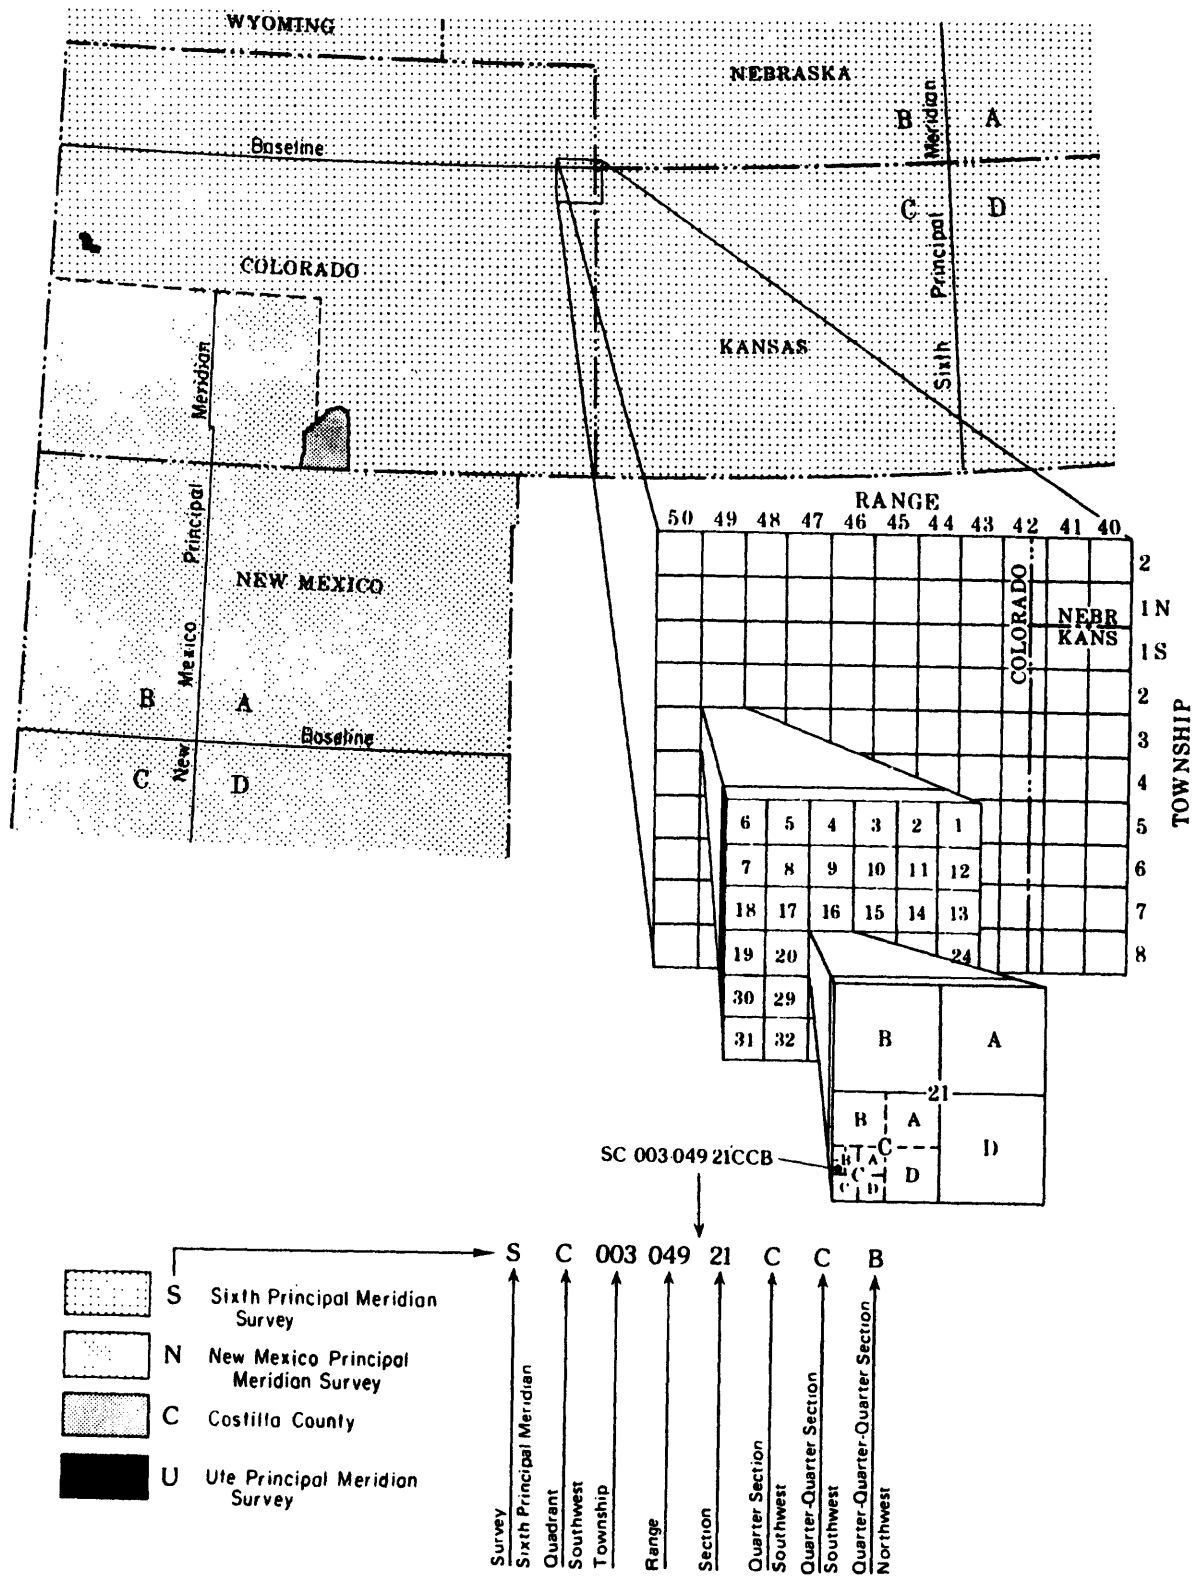 WYOMING
NEBRASKA
B
A
Meridian
Baseline
C
D
Principal
COLORADO
KANSAS
Sixth
Meridian
Principal
NEW MEXICO
Mexico
B
A
Baseline
New
C
D
RANGE
50 49 48 47 46 45 44 43 42 41 40
2
COLORADO
1 N
NEBR
KANS
1 S
2
TOWNSHIP
3
4
5
6
7
8
6 5 4 3 2 1
7 8 9 10 11 12
18 17 16 15 14 13
19 20 24
30 29
31 32
B A
21
B A
C
D
B A
C
D
C D
SC 003 049 21CCB
S C 003 049 21 C C B
S Sixth Principal Meridian
Survey
N New Mexico Principal
Meridian Survey
C Costilla County
U Ute Principal Meridian
Survey
Survey
Sixth Principal Meridian
Quadrant
Southwest
Township
Range
Section
Quarter Section
Southwest
Quarter-Quarter Section
Southwest
Quarter-Quarter-Quarter Section
Northwest